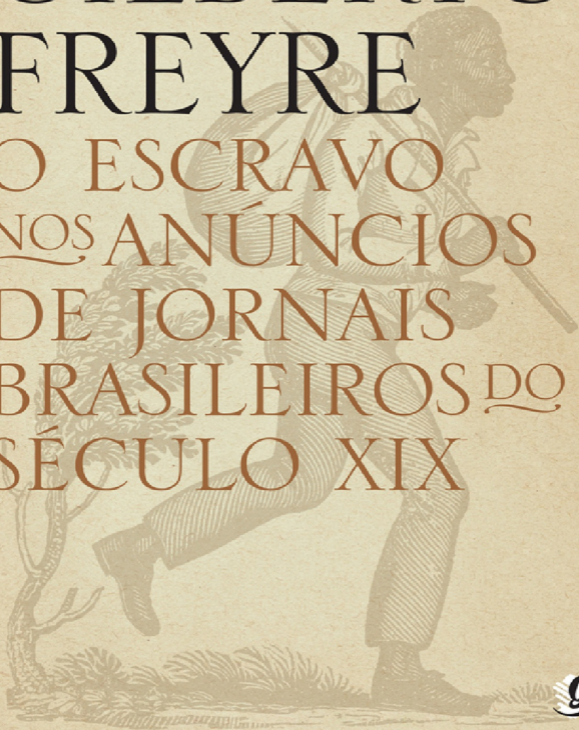 FREYRE
O ESCRAVO
NOS ANÚNCIOS
DE JORNAIS
BRASILEIROS DO
SÉCULO XIX